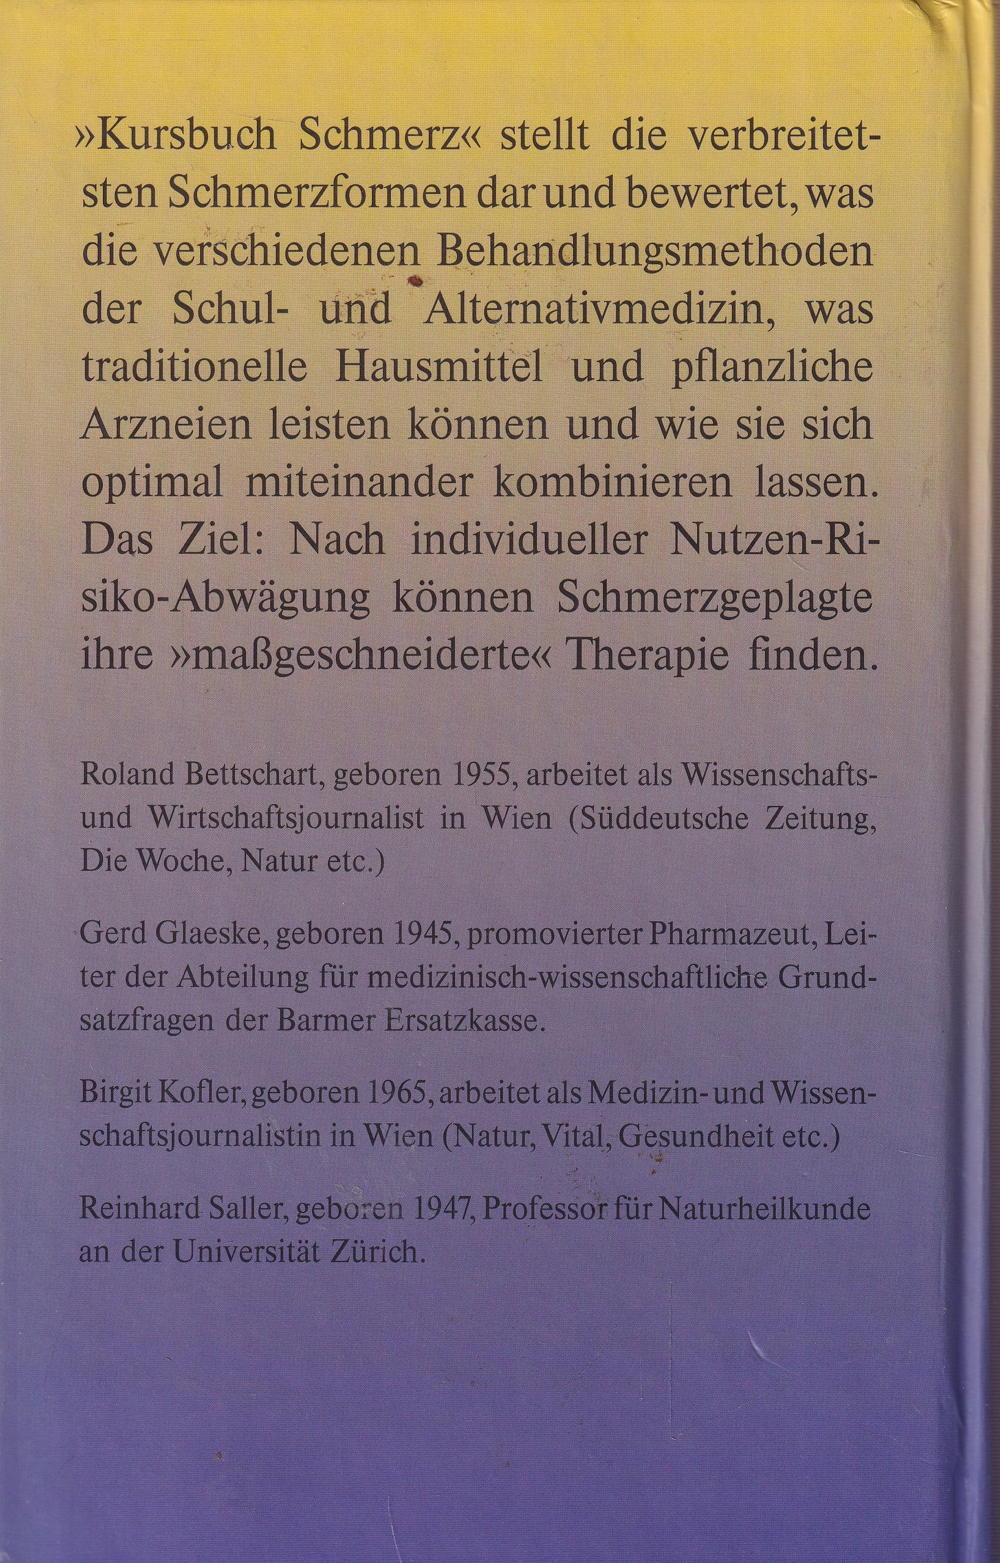 »Kursbuch Schmerz« stellt die verbreitet-
sten Schmerzformen dar und bewertet, was
die verschiedenen Behandlungsmethoden
der Schul- und Alternativmedizin, was
traditionelle Hausmittel und pflanzliche
Arzneien leisten können und wie sie sich
optimal miteinander kombinieren lassen.
Das Ziel: Nach individueller Nutzen-Ri-
siko-Abwägung können Schmerzgeplagte
ihre »maßgeschneiderte« Therapie finden.
Roland Bettschart, geboren 1955, arbeitet als Wissenschafts-
und Wirtschaftsjournalist in Wien (Süddeutsche Zeitung,
Die Woche, Natur etc.)
Gerd Glaeske, geboren 1945, promovierter Pharmazeut, Lei-
ter der Abteilung für medizinisch-wissenschaftliche Grund-
satzfragen der Barmer Ersatzkasse.
Birgit Kofler, geboren 1965, arbeitet als Medizin- und Wissen-
schaftsjournalistin in Wien (Natur, Vital, Gesundheit etc.)
Reinhard Saller, geboren 1947, Professor für Naturheilkunde
an der Universität Zürich.